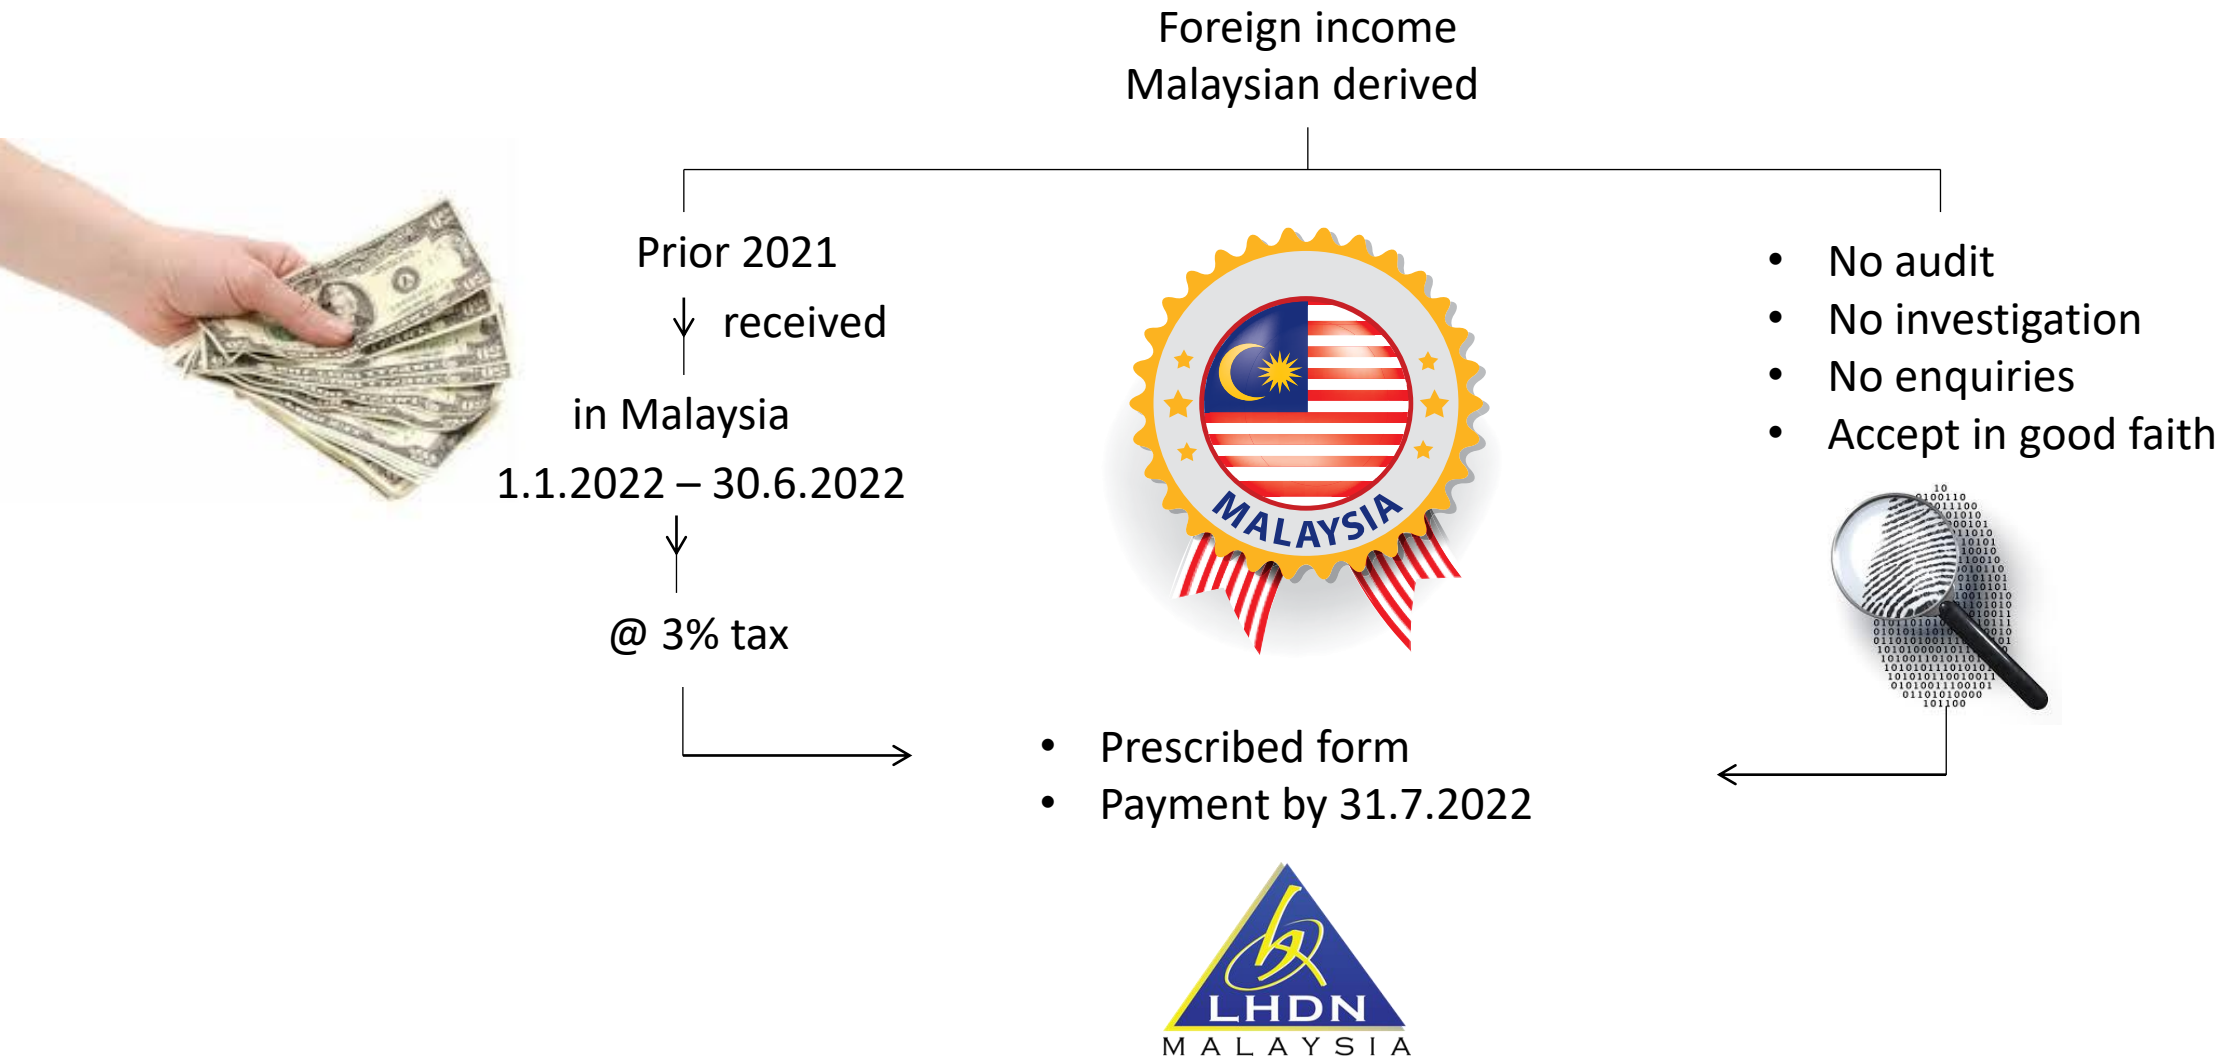 Foreign income
Malaysian derived
Prior 2021
received
in Malaysia
1.1.2022 – 30.6.2022
@ 3% tax
MALAYSIA
• No audit
• No investigation
• No enquiries
• Accept in good faith
• Prescribed form
• Payment by 31.7.2022
LHDN
MALAYSIA